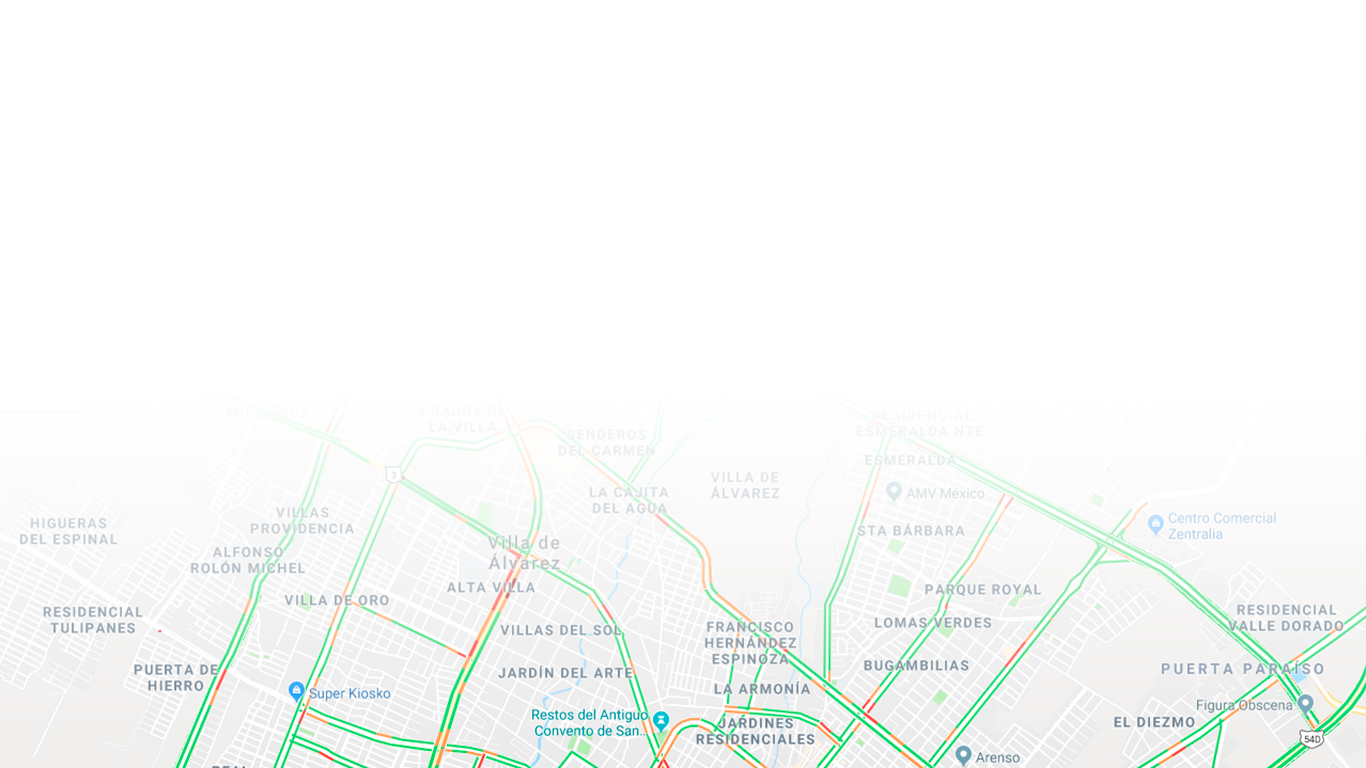 PRADOS DE
LA VILLA
RESIDENCIAL
ESMERALDA NTE.
SENDEROS
DEL CARMEN
ESMERALDA
3
VILLA DE
ÁLVAREZ
LA CAJITA
DEL AGUA
AMV México
VILLAS
PROVIDENCIA
HIGUERAS
DEL ESPINAL
Centro Comercial
Zentralia
STA BÁRBARA
Villa de
Álvarez
ALFONSO
ROLÓN MICHEL
ALTA VILLA
PARQUE ROYAL
VILLA DE ORO
RESIDENCIAL
TULIPANES
RESIDENCIAL
VALLE DORADO
LOMAS VERDES
VILLAS DEL SOL
FRANCISCO
HERNÁNDEZ
ESPINOZA
BUGAMBILIAS
PUERTA PARAÍSO
PUERTA DE
HIERRO
JARDÍN DEL ARTE
LA ARMONÍA
Super Kiosko
Figura Obscena
Restos del Antiguo
Convento de San...
JARDINES
RESIDENCIALES
EL DIEZMO
54D
Arenso